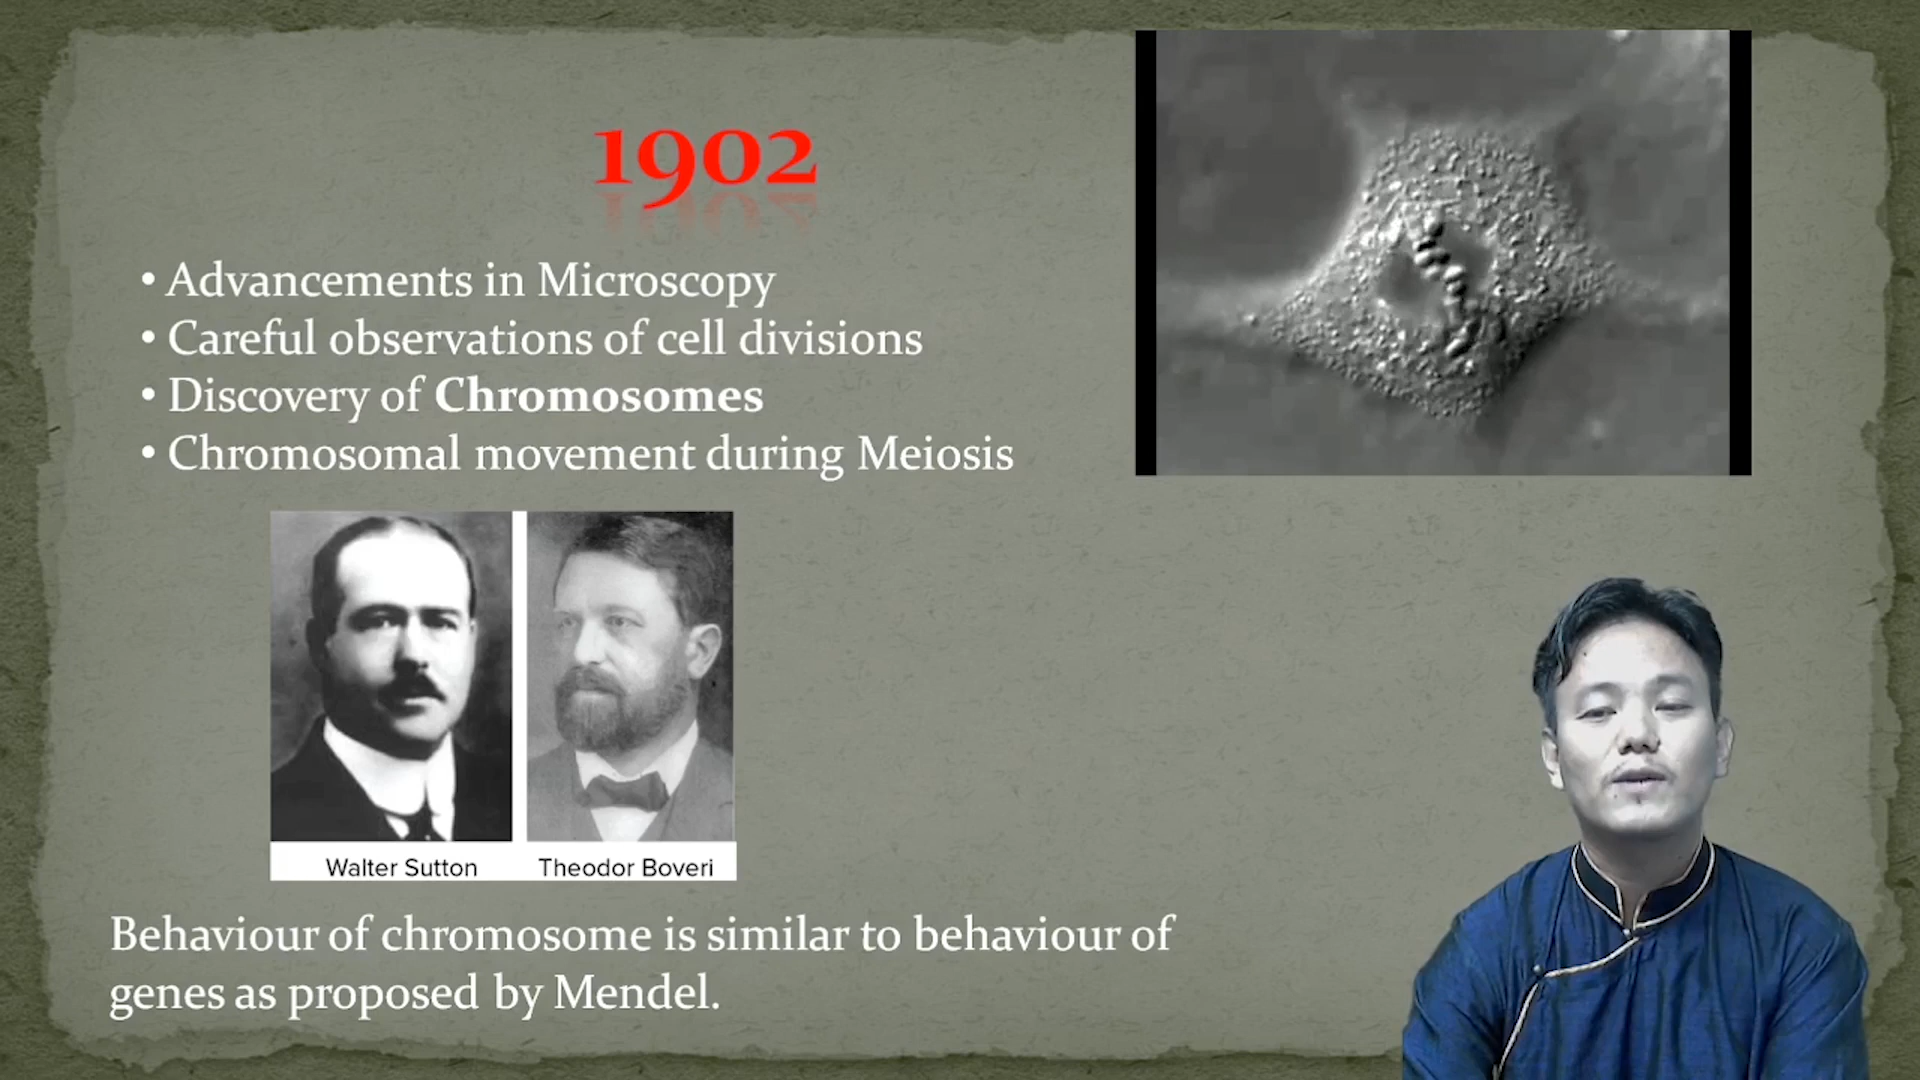 1902
• Advancements in Microscopy
• Careful observations of cell divisions
• Discovery of Chromosomes
• Chromosomal movement during Meiosis
Walter Sutton
Theodor Boveri
Behaviour of chromosome is similar to behaviour of
genes as proposed by Mendel.